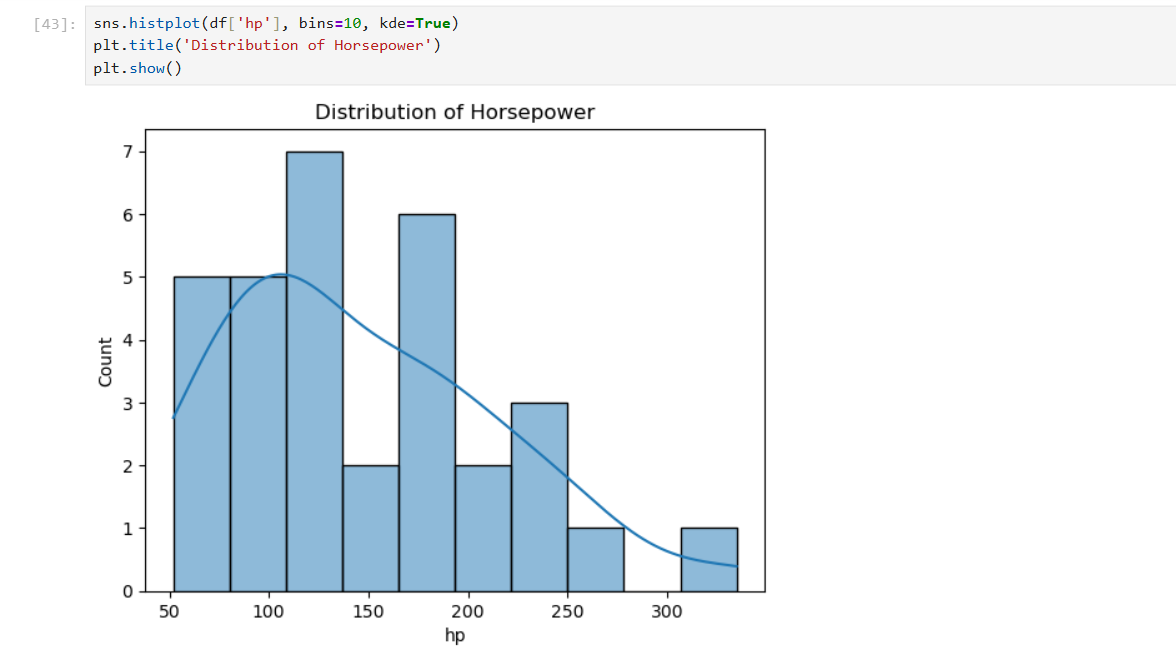 [43]: sns.histplot(df['hp'], bins=10, kde=True)
plt.title('Distribution of Horsepower')
plt.show()
Distribution of Horsepower
7
6
5
4
3
2
1
0
Count
50 100 150 200 250 300
hp